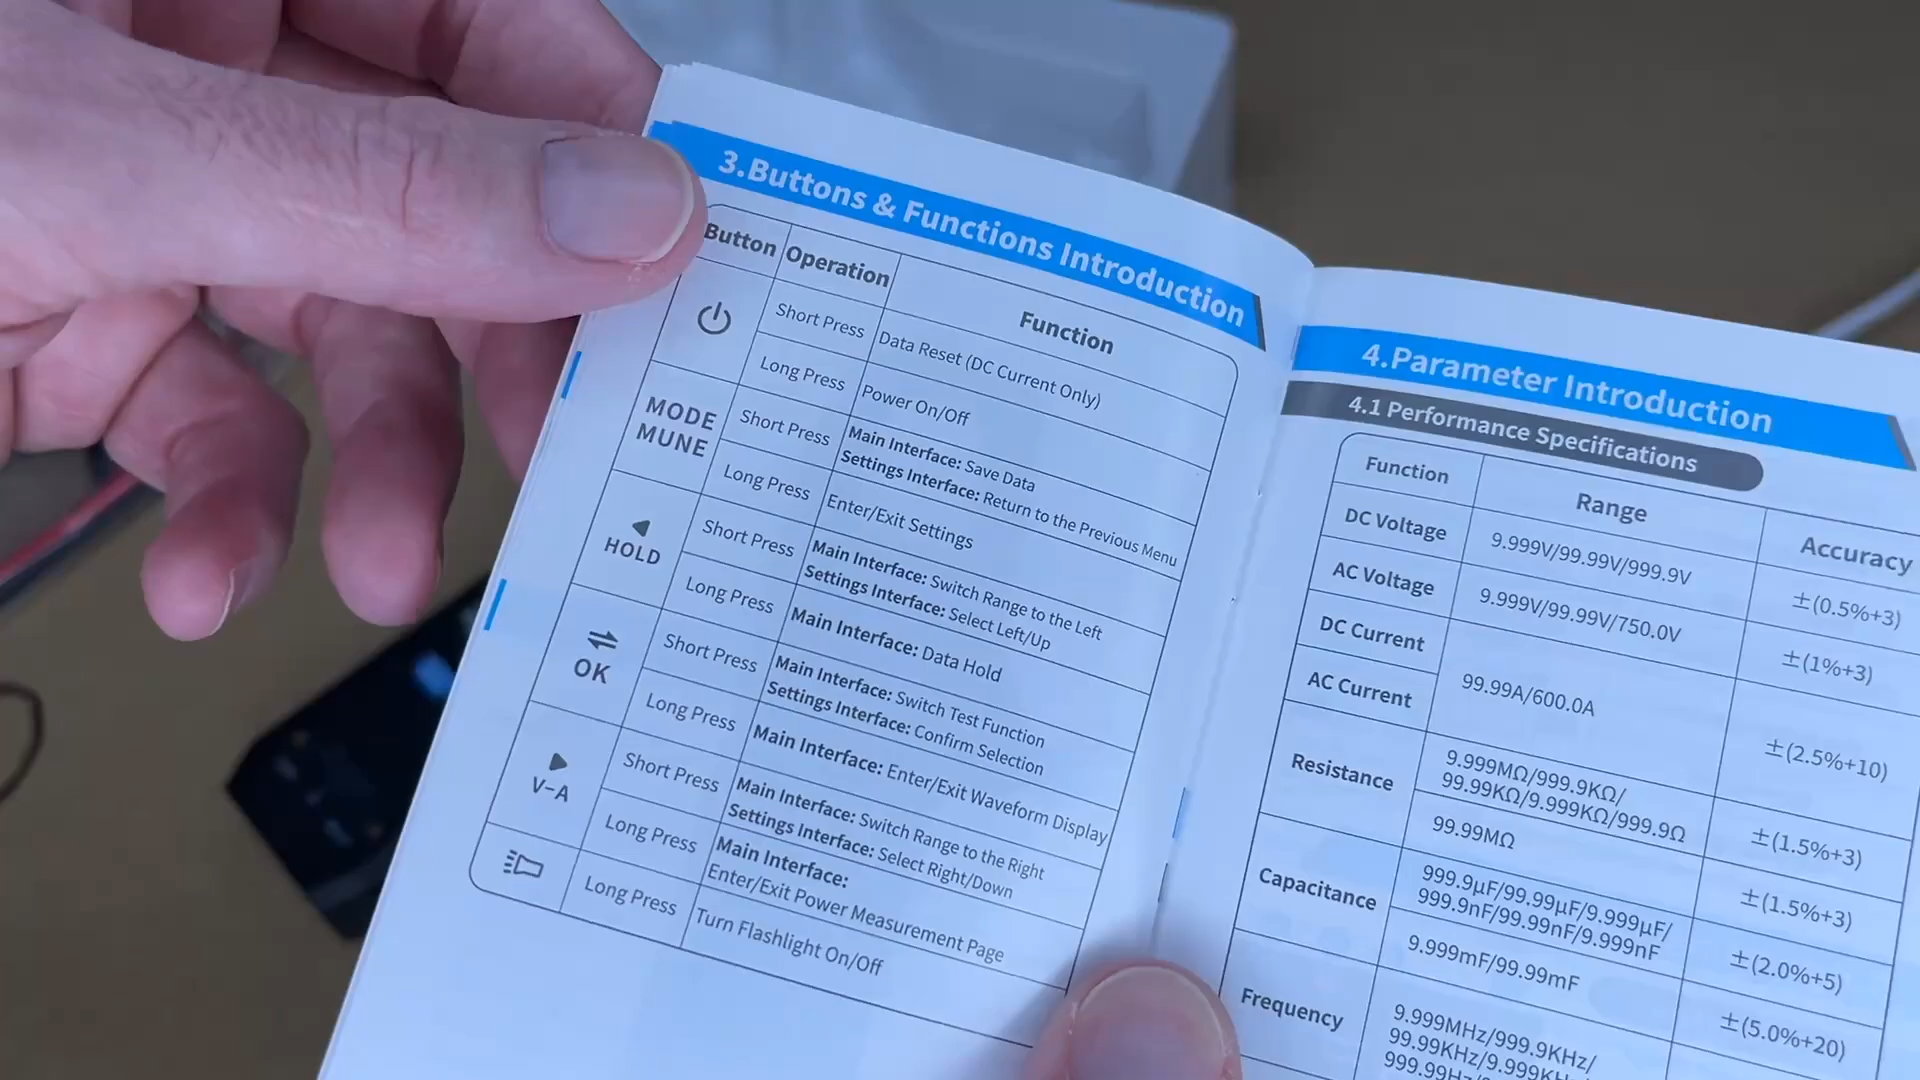 3.Buttons & Functions Introduction
Button Operation Function
Short Press Data Reset (DC Current Only)
Long Press Power On/Off
MODE
MUNE
Short Press Main Interface: Save Data
Settings Interface: Return to the Previous Menu
Long Press Enter/Exit Settings
◀
HOLD
Short Press Main Interface: Switch Range to the Left
Settings Interface: Select Left/Up
Long Press Main Interface: Data Hold
⇌
OK
Short Press Main Interface: Switch Test Function
Settings Interface: Confirm Selection
Long Press Main Interface: Enter/Exit Waveform Display
▶
V-A
Short Press Main Interface: Switch Range to the Right
Settings Interface: Select Right/Down
Long Press Main Interface:
Enter/Exit Power Measurement Page
Long Press Turn Flashlight On/Off
4.Parameter Introduction
4.1 Performance Specifications
Function Range Accuracy
DC Voltage 9.999V/99.99V/999.9V ±(0.5%+3)
AC Voltage 9.999V/99.99V/750.0V ±(1%+3)
DC Current
AC Current
99.99A/600.0A ±(2.5%+10)
Resistance
9.999MΩ/999.9KΩ/
99.99KΩ/9.999KΩ/999.9Ω ±(1.5%+3)
99.99MΩ ±(1.5%+3)
Capacitance
999.9µF/99.99µF/9.999µF/
999.9nF/99.99nF/9.999nF ±(2.0%+5)
9.999mF/99.99mF ±(5.0%+20)
Frequency
9.999MHz/999.9KHz/
99.99KHz/9.999KHz/
999.99Hz/